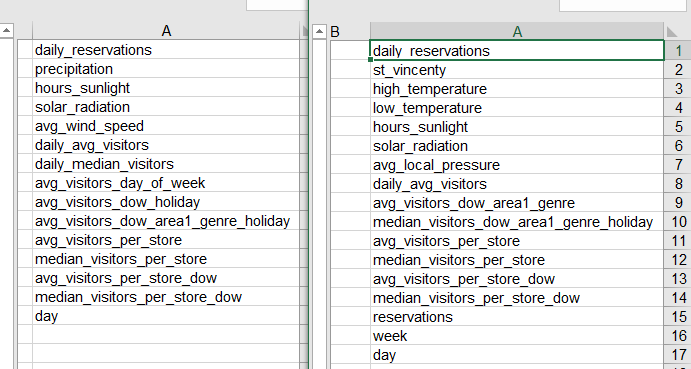 A
daily_reservations
precipitation
hours_sunlight
solar_radiation
avg_wind_speed
daily_avg_visitors
daily_median_visitors
avg_visitors_day_of_week
avg_visitors_dow_holiday
avg_visitors_dow_area1_genre_holiday
avg_visitors_per_store
median_visitors_per_store
avg_visitors_per_store_dow
median_visitors_per_store_dow
day
B A
daily_reservations 1
st_vincenty 2
high_temperature 3
low_temperature 4
hours_sunlight 5
solar_radiation 6
avg_local_pressure 7
daily_avg_visitors 8
avg_visitors_dow_area1_genre 9
median_visitors_dow_area1_genre_holiday 10
avg_visitors_per_store 11
median_visitors_per_store 12
avg_visitors_per_store_dow 13
median_visitors_per_store_dow 14
reservations 15
week 16
day 17